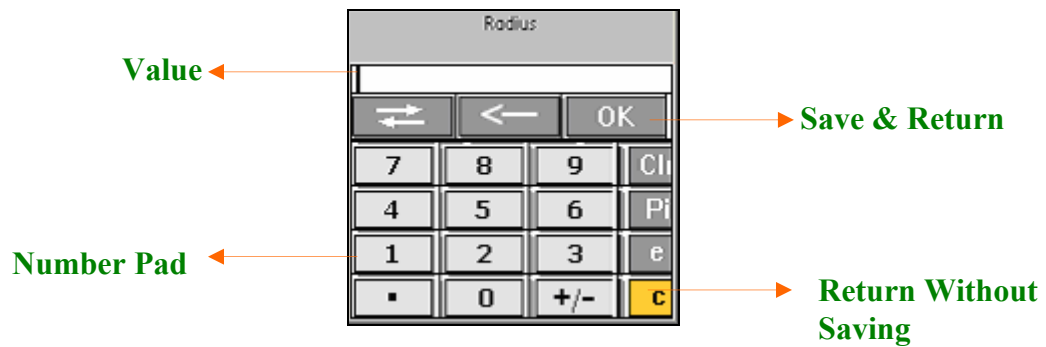 Radius
Value
OK
Save & Return
7 8 9
4 5 6 Pi
Number Pad
1 2 3 e
. 0 +/- c
Return Without
Saving